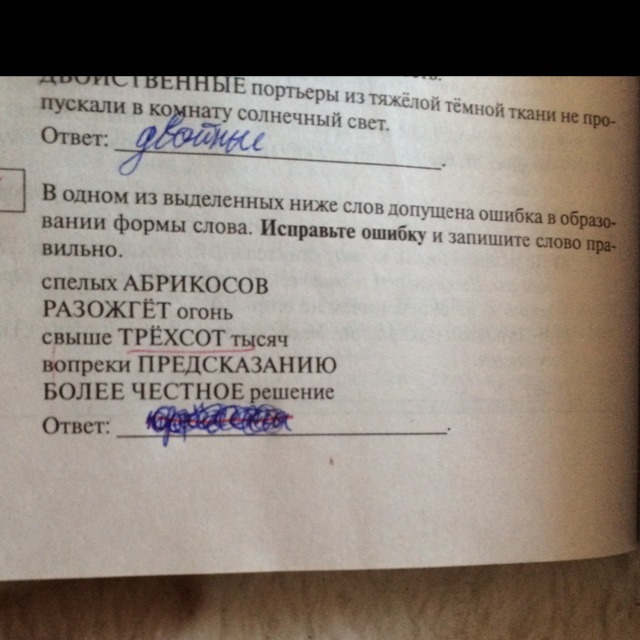 ДВОЙСТВЕННЫЕ портьеры из тяжёлой тёмной ткани не про-
пускали в комнату солнечный свет.
Ответ: двойные.
В одном из выделенных ниже слов допущена ошибка в образо-
вании формы слова. Исправьте ошибку и запишите слово пра-
вильно.
спелых АБРИКОСОВ
РАЗОЖГЁТ огонь
свыше ТРЁХСОТ тысяч
вопреки ПРЕДСКАЗАНИЮ
БОЛЕЕ ЧЕСТНОЕ решение
Ответ: .